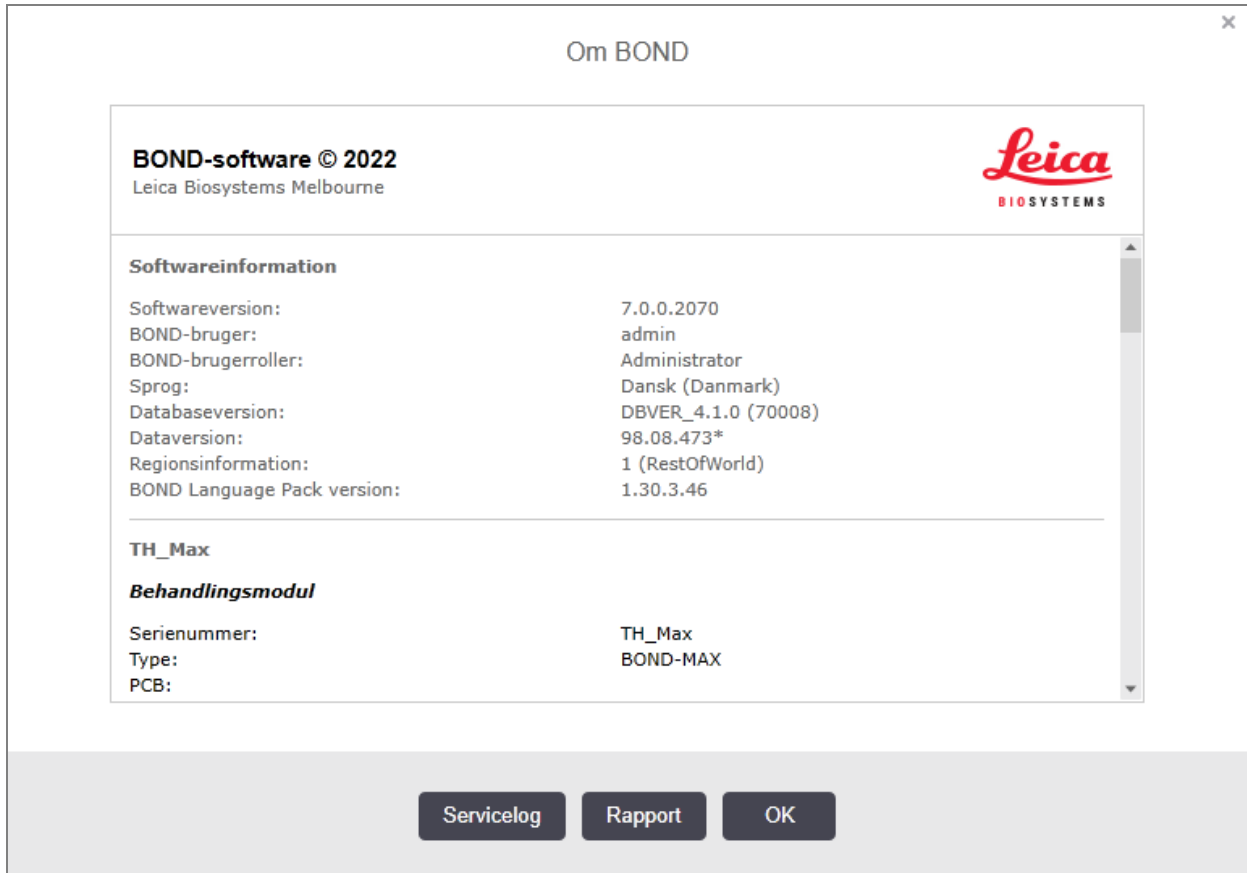 Om BOND
BOND-software © 2022
Leica Biosystems Melbourne
Leica
BIOSYSTEMS
Softwareinformation
Softwareversion: 7.0.0.2070
BOND-bruger: admin
BOND-brugerroller: Administrator
Sprog: Dansk (Danmark)
Databaseversion: DBVER_4.1.0 (70008)
Dataversion: 98.08.473*
Regionsinformation: 1 (RestOfWorld)
BOND Language Pack version: 1.30.3.46
TH_Max
Behandlingsmodul
Serienummer: TH_Max
Type: BOND-MAX
PCB:
Servicelog Rapport OK